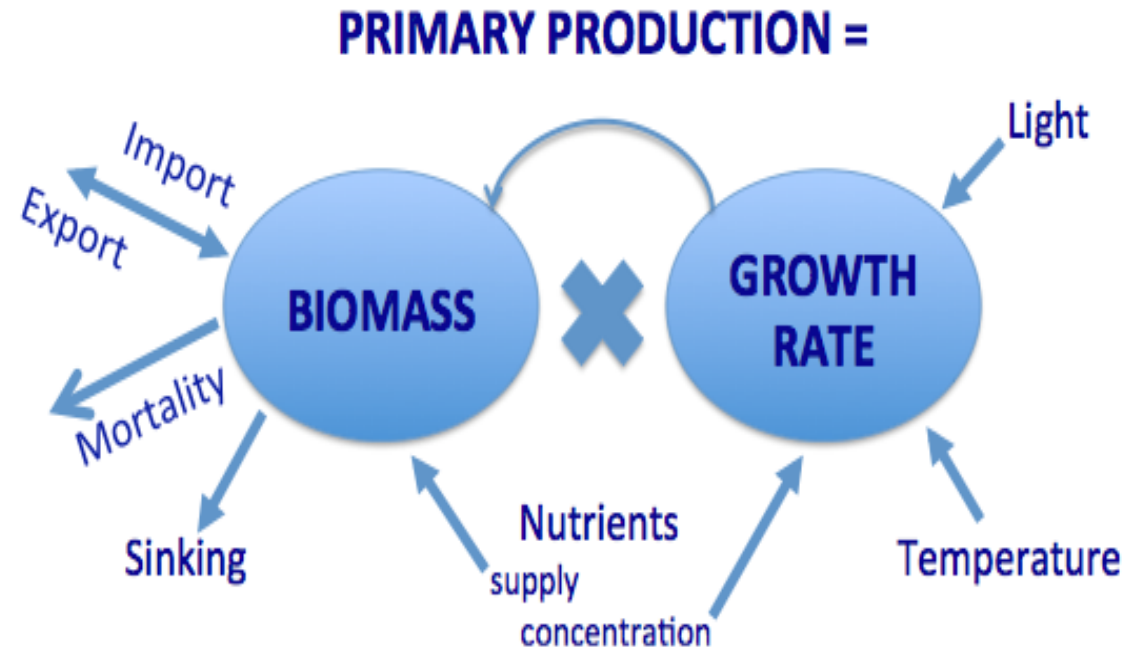 PRIMARY PRODUCTION =
Light
Import
Export
BIOMASS
GROWTH
RATE
Mortality
Sinking
Nutrients
supply
concentration
Temperature